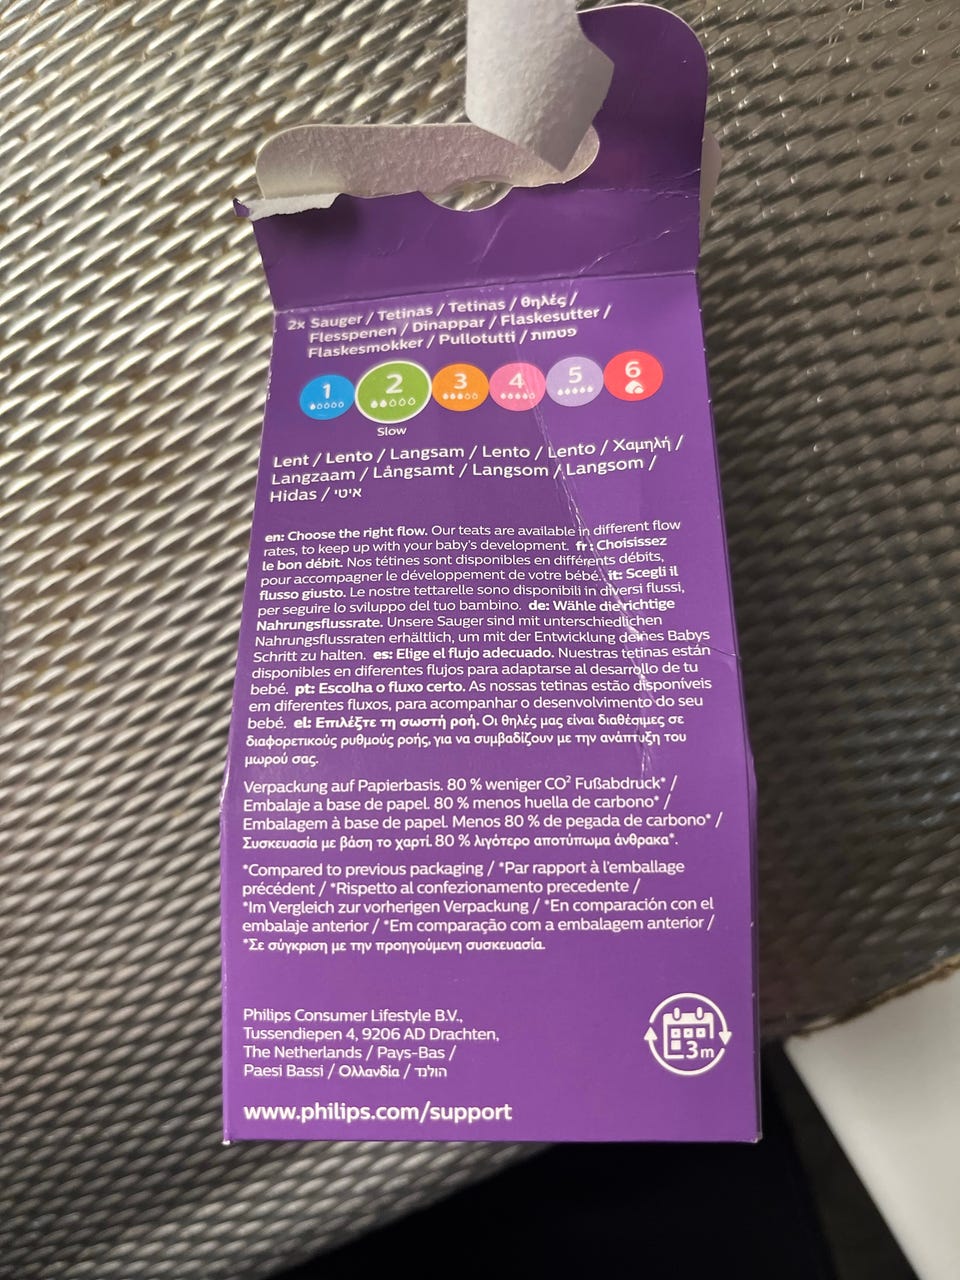 2x Sauger / Tetinas / Tetinas / θηλές /
Flesspenen / Dinappar / Flaskesutter /
Flaskesmokker / Pullotutti / פטמות
1 2 3 4 5 6
Slow
Lent / Lento / Langsam / Lento / Lento / Χαμηλή /
Langzaam / Långsamt / Langsom / Langsom /
Hidas / איטי
en: Choose the right flow. Our teats are available in different flow
rates, to keep up with your baby's development. fr: Choisissez
le bon débit. Nos tétines sont disponibles en différents débits,
pour accompagner le développement de votre bébé. it: Scegli il
flusso giusto. Le nostre tettarelle sono disponibili in diversi flussi,
per seguire lo sviluppo del tuo bambino. de: Wähle die richtige
Nahrungsflussrate. Unsere Sauger sind mit unterschiedlichen
Nahrungsflussraten erhältlich, um mit der Entwicklung deines Babys
Schritt zu halten. es: Elige el flujo adecuado. Nuestras tetinas están
disponibles en diferentes flujos para adaptarse al desarrollo de tu
bebé. pt: Escolha o fluxo certo. As nossas tetinas estão disponíveis
em diferentes fluxos, para acompanhar o desenvolvimento do seu
bebé. el: Επιλέξτε τη σωστή ροή. Οι θηλές μας είναι διαθέσιμες σε
διαφορετικούς ρυθμούς ροής, για να συμβαδίζουν με την ανάπτυξη του
μωρού σας.
Verpackung auf Papierbasis. 80 % weniger CO² Fußabdruck* /
Embalaje a base de papel. 80 % menos huella de carbono* /
Embalagem à base de papel. Menos 80 % de pegada de carbono* /
Συσκευασία με βάση το χαρτί. 80 % λιγότερο αποτύπωμα άνθρακα*.
*Compared to previous packaging / *Par rapport à l'emballage
précédent / *Rispetto al confezionamento precedente /
*Im Vergleich zur vorherigen Verpackung / *En comparación con el
embalaje anterior / *Em comparação com a embalagem anterior /
*Σε σύγκριση με την προηγούμενη συσκευασία.
Philips Consumer Lifestyle B.V.,
Tussendiepen 4, 9206 AD Drachten,
The Netherlands / Pays-Bas /
Paesi Bassi / Ολλανδία / הולנד
3m
www.philips.com/support